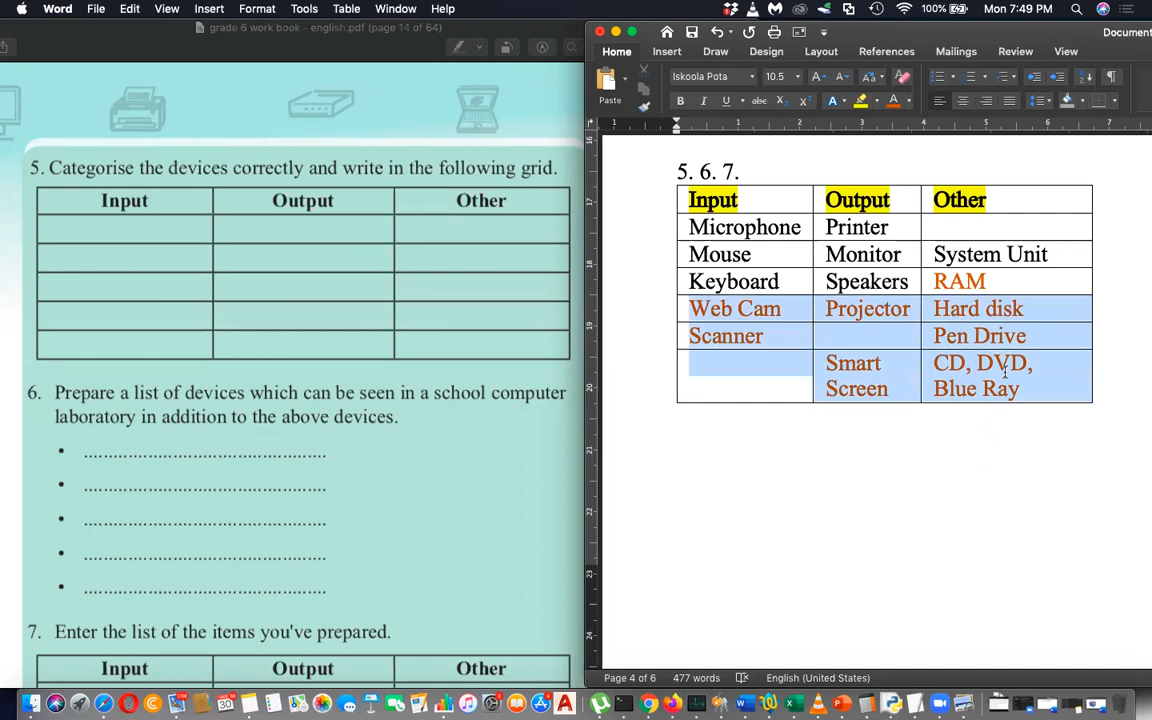 Word File Edit View Insert Format Tools Table Window Help 100% Mon 7:49 PM
grade 6 work book - english.pdf (page 14 of 64)
Document
Home Insert Draw Design Layout References Mailings Review View
Paste Iskoola Pota 10.5
5. Categorise the devices correctly and write in the following grid.
Input Output Other
6. Prepare a list of devices which can be seen in a school computer
laboratory in addition to the above devices.
• ................................................
• ................................................
• ................................................
• ................................................
• ................................................
7. Enter the list of the items you've prepared.
Input Output Other
5. 6. 7.
Input Output Other
Microphone Printer
Mouse Monitor System Unit
Keyboard Speakers RAM
Web Cam Projector Hard disk
Scanner Pen Drive
Smart CD, DVD,
Screen Blue Ray
Page 4 of 6 477 words English (Philippines)